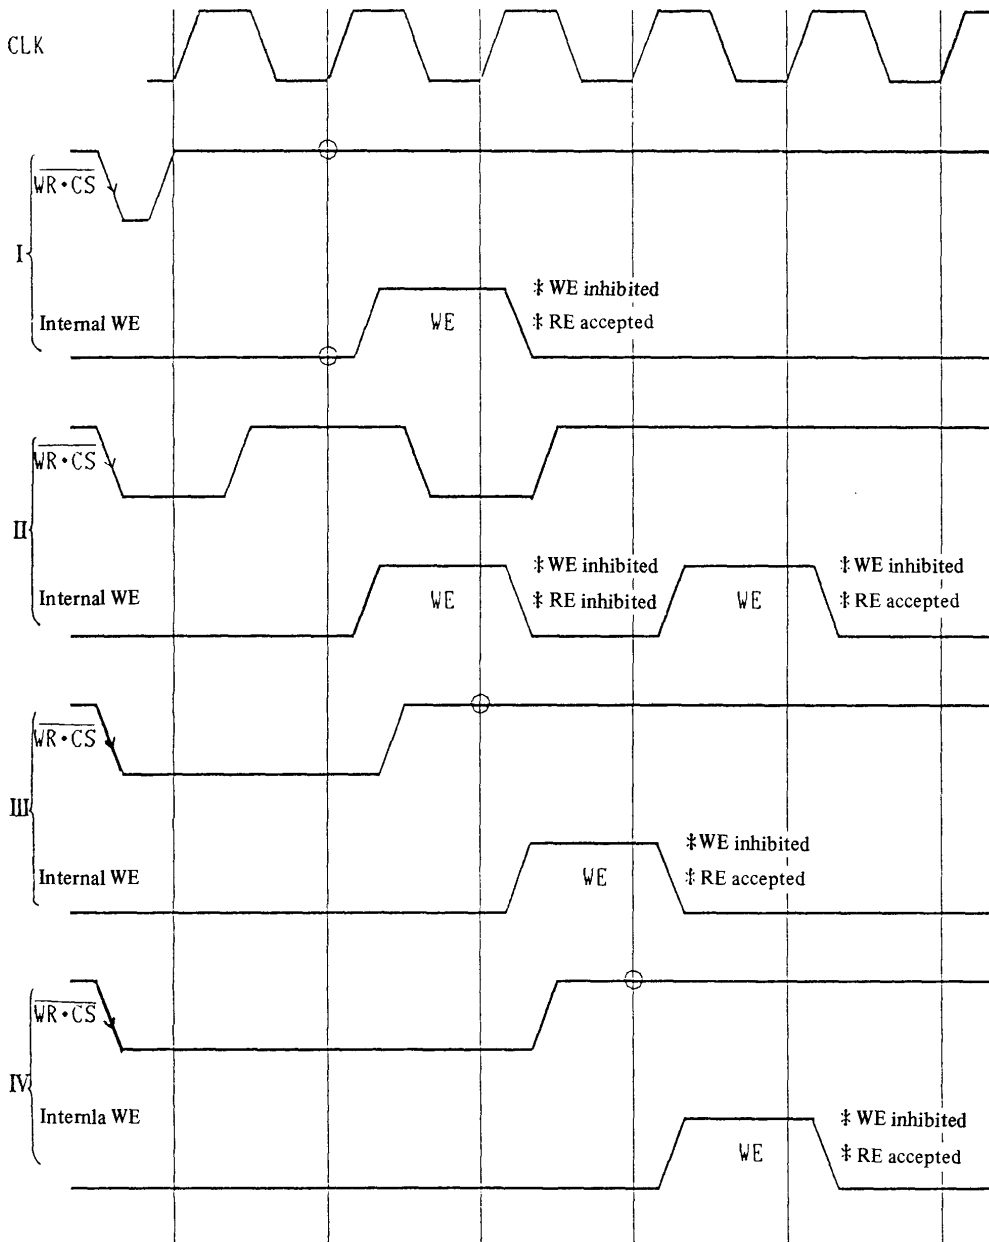 CLK
WR•CS
I
Internal WE
WE
⁑ WE inhibited
⁑ RE accepted
WR•CS
II
Internal WE
WE
⁑ WE inhibited
⁑ RE inhibited
WE
⁑ WE inhibited
⁑ RE accepted
WR•CS
III
Internal WE
WE
⁑ WE inhibited
⁑ RE accepted
WR•CS
IV
Internla WE
WE
⁑ WE inhibited
⁑ RE accepted